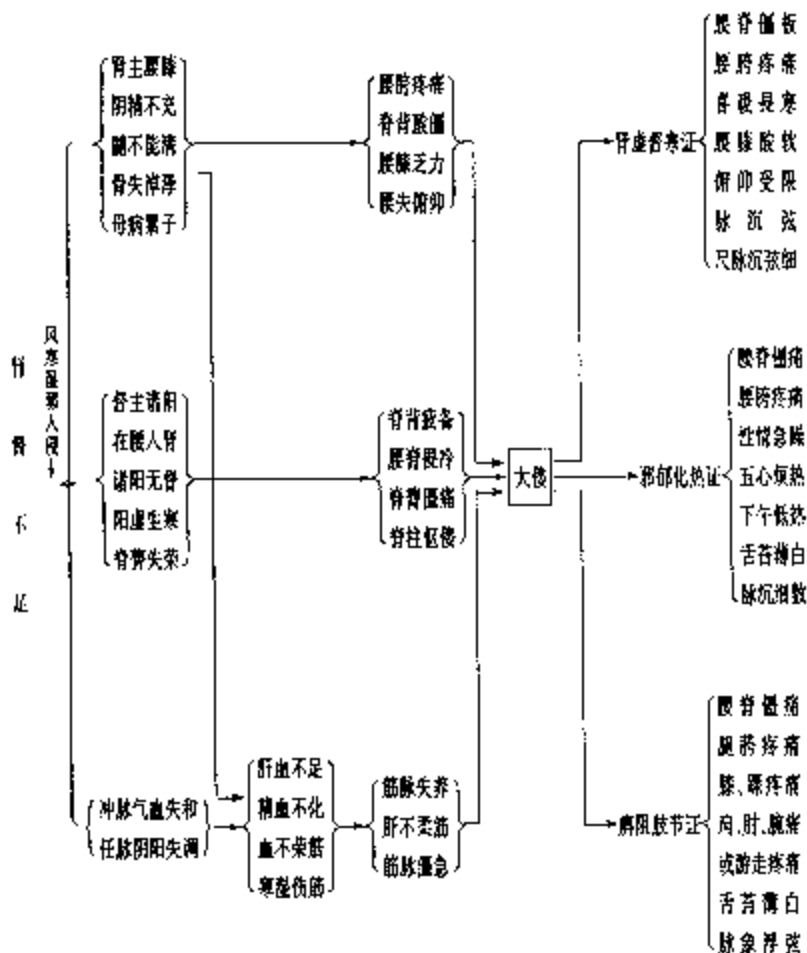 肾督不足
风寒湿邪入侵
肾主腰膝
阴精不充
髓不能满
骨失淖泽
母病累子
督主诸阳
在腰入肾
诸阳无督
阳虚生寒
脊膂失荣
冲脉气血失和
任脉阴阳失调
肝血不足
精血不化
血不荣筋
寒湿伤筋
腰胯疼痛
脊背酸僵
腰膝乏力
腰失俯仰
脊背疲惫
腰脊畏冷
脊膂僵痛
脊柱伛偻
筋脉失养
肝不柔筋
筋脉僵急
大偻
肾虚督寒证
腰脊僵板
腰胯疼痛
脊强畏寒
腰膝酸软
俯仰受限
脉沉弦
尺脉沉弦细
邪郁化热证
腰脊僵痛
腰胯疼痛
性情急躁
五心烦热
下午低热
舌苔薄白
脉沉细数
痹阻肢节证
腰脊僵痛
腿胯疼痛
膝、踝疼痛
肩、肘、腕痛
或游走疼痛
舌苔薄白
脉象浮弦